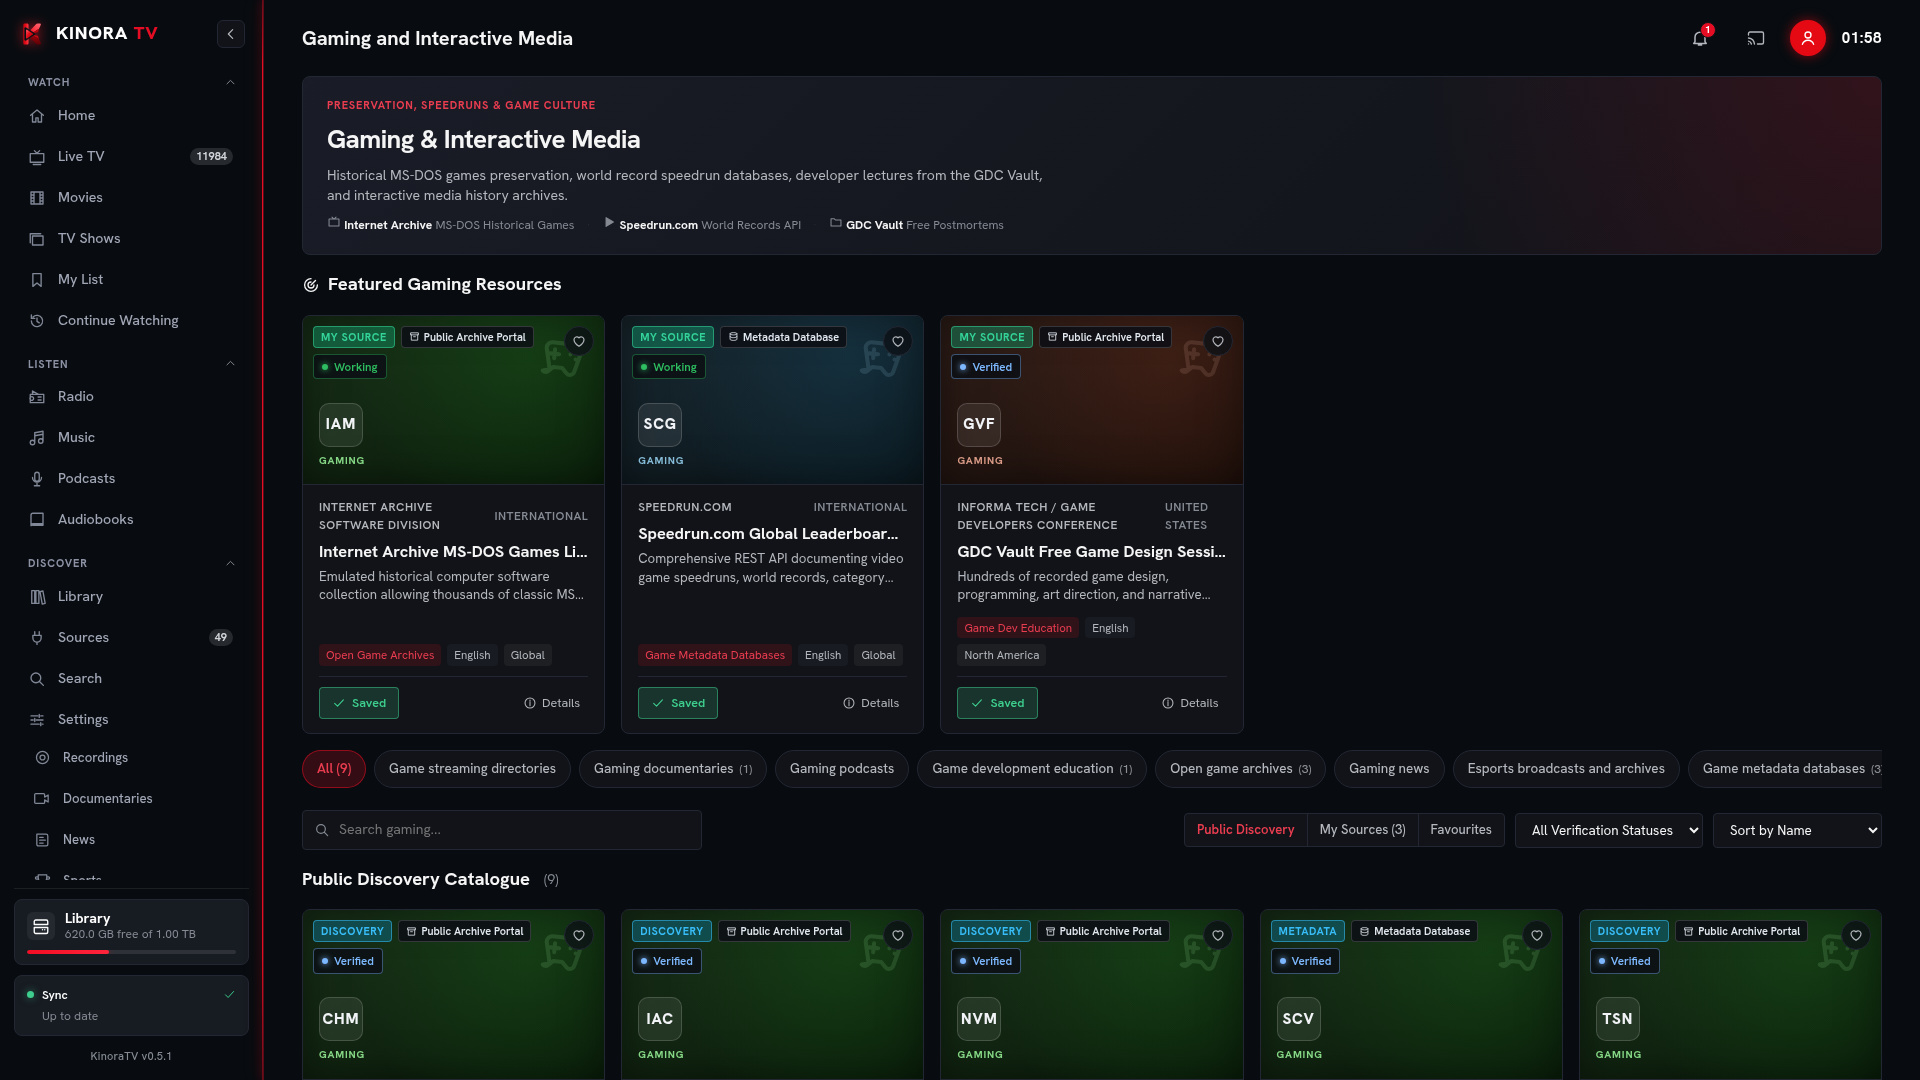 KINORA TV
WATCH
Home
Live TV 11984
Movies
TV Shows
My List
Continue Watching
LISTEN
Radio
Music
Podcasts
Audiobooks
DISCOVER
Library
Sources 49
Search
Settings
Recordings
Documentaries
News
Sports
Library
620.0 GB free of 1.00 TB
Sync
Up to date
KinoraTV v0.5.1
Gaming and Interactive Media
1
01:58
PRESERVATION, SPEEDRUNS & GAME CULTURE
Gaming & Interactive Media
Historical MS-DOS games preservation, world record speedrun databases, developer lectures from the GDC Vault,
and interactive media history archives.
Internet Archive MS-DOS Historical Games Speedrun.com World Records API GDC Vault Free Postmortems
Featured Gaming Resources
MY SOURCE Public Archive Portal
Working
IAM
GAMING
INTERNET ARCHIVE
SOFTWARE DIVISION
INTERNATIONAL
Internet Archive MS-DOS Games Li...
Emulated historical computer software
collection allowing thousands of classic MS...
Open Game Archives English Global
Saved Details
MY SOURCE Metadata Database
Working
SCG
GAMING
SPEEDRUN.COM INTERNATIONAL
Speedrun.com Global Leaderboar...
Comprehensive REST API documenting video
game speedruns, world records, category...
Game Metadata Databases English Global
Saved Details
MY SOURCE Public Archive Portal
Verified
GVF
GAMING
INFORMA TECH / GAME
DEVELOPERS CONFERENCE
UNITED
STATES
GDC Vault Free Game Design Sessi...
Hundreds of recorded game design,
programming, art direction, and narrative...
Game Dev Education English
North America
Saved Details
All (9) Game streaming directories Gaming documentaries (1) Gaming podcasts Game development education (1) Open game archives (3) Gaming news Esports broadcasts and archives Game metadata databases (3)
Search gaming...
Public Discovery My Sources (3) Favourites All Verification Statuses Sort by Name
Public Discovery Catalogue (9)
DISCOVERY Public Archive Portal
Verified
CHM
GAMING
DISCOVERY Public Archive Portal
Verified
IAC
GAMING
DISCOVERY Public Archive Portal
Verified
NVM
GAMING
METADATA Metadata Database
Verified
SCV
GAMING
DISCOVERY Public Archive Portal
Verified
TSN
GAMING